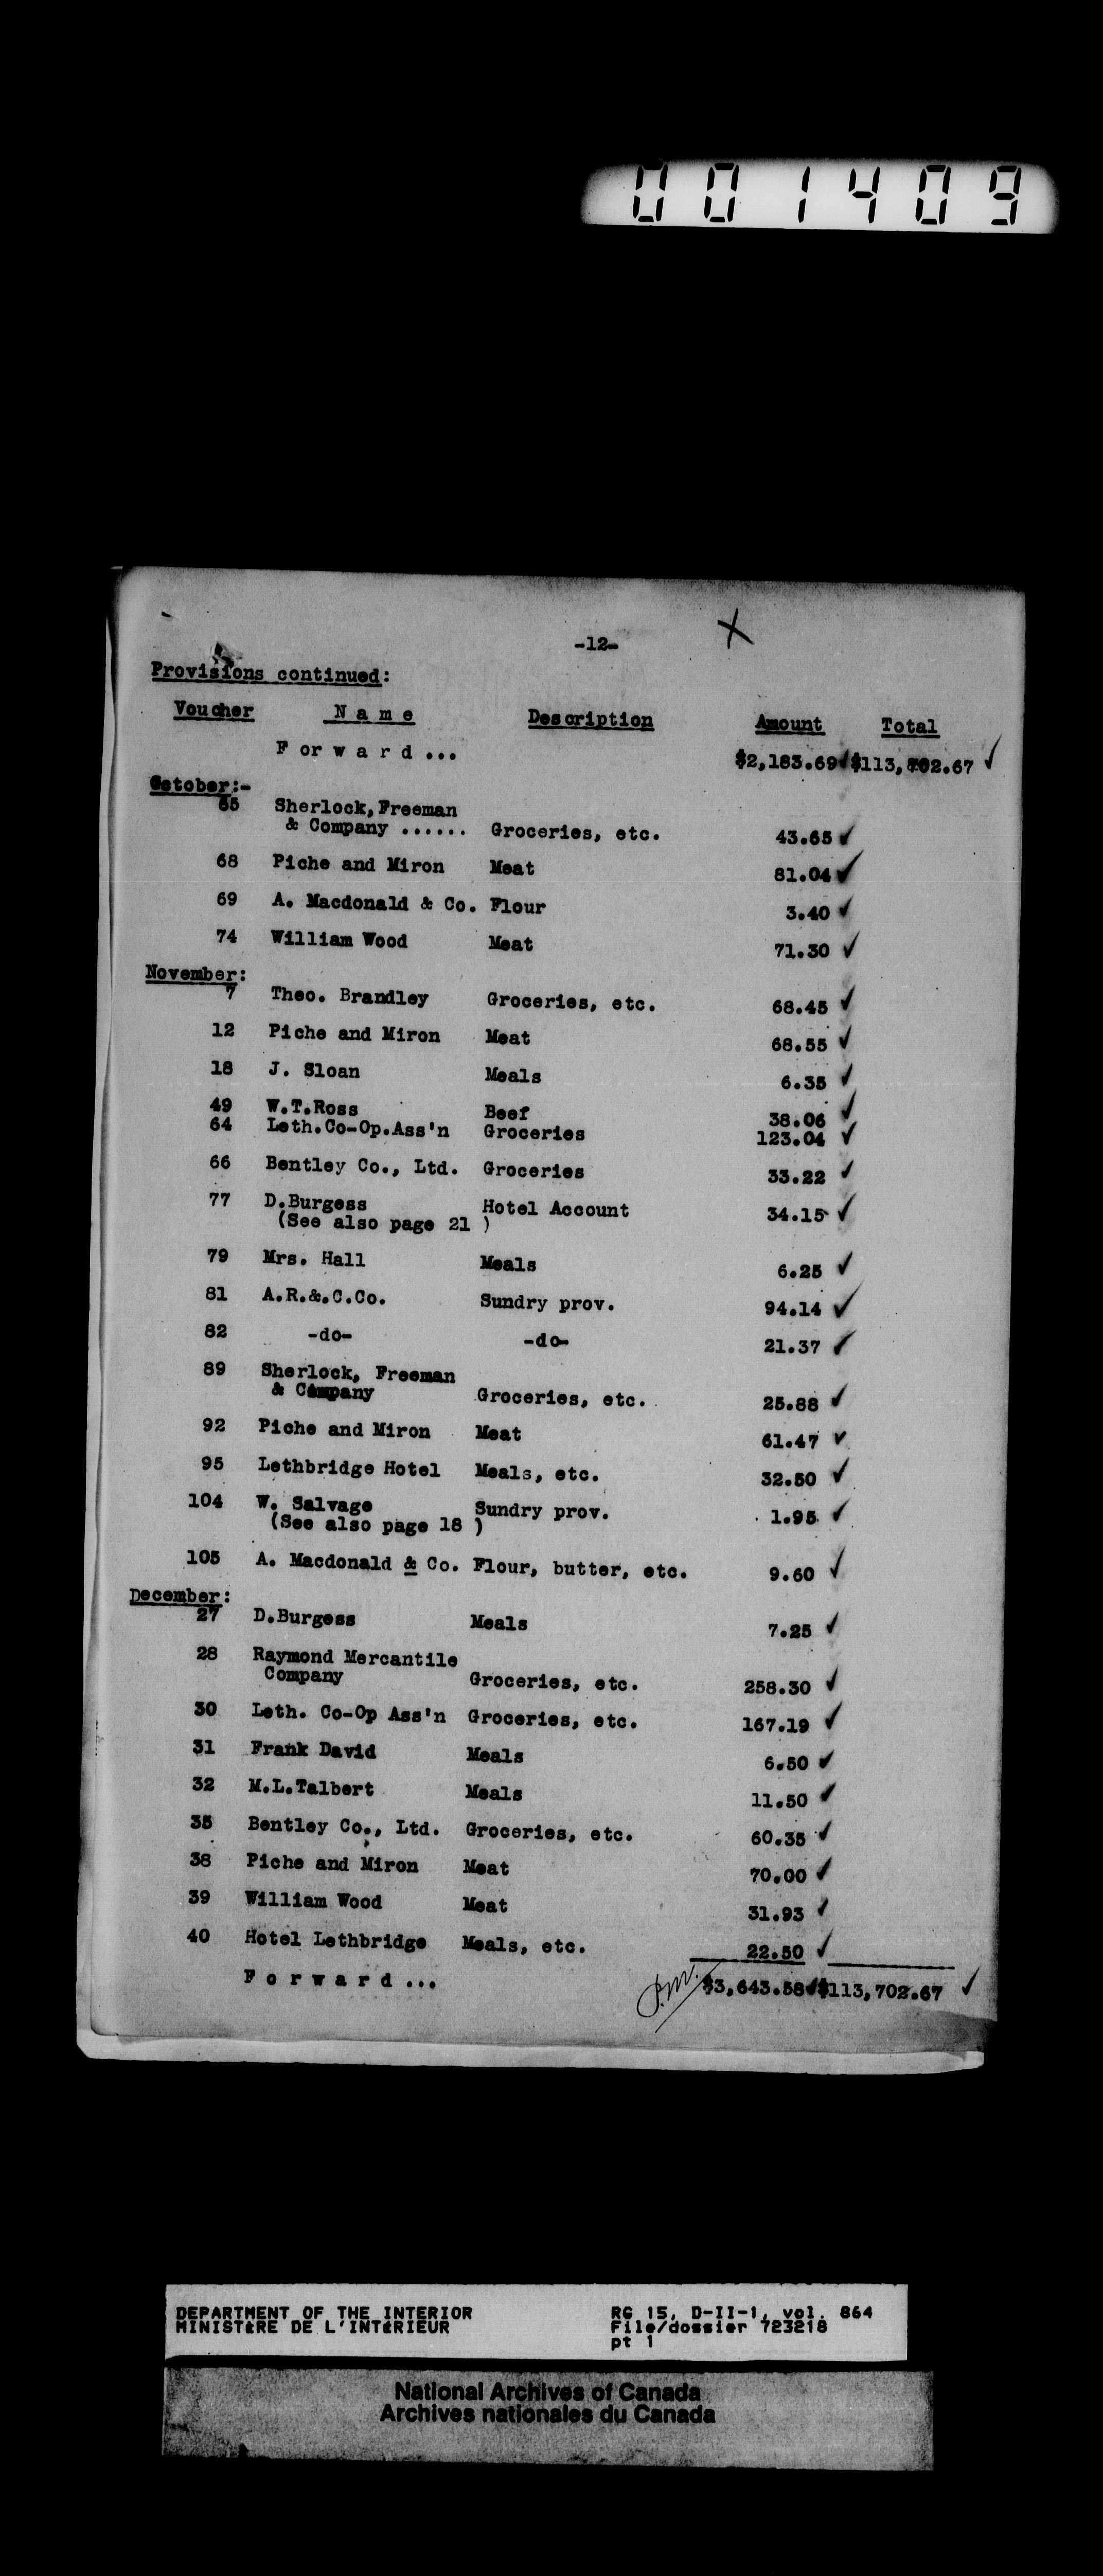 001409
-12-
Provisions continued:
Voucher N a m e Description Amount Total
F o r w a r d ... $2,183.69 $113,702.67
October:-
65 Sherlock, Freeman
& Company ...... Groceries, etc. 43.65
68 Piche and Miron Meat 81.04
69 A. Macdonald & Co. Flour 3.40
74 William Wood Meat 71.30
November:
7 Theo. Brandley Groceries, etc. 68.45
12 Piche and Miron Meat 68.55
18 J. Sloan Meals 6.35
49 W.T.Ross Beef 38.06
64 Leth.Co-Op.Ass'n Groceries 123.04
66 Bentley Co., Ltd. Groceries 33.22
77 D.Burgess Hotel Account 34.15
(See also page 21 )
79 Mrs. Hall Meals 6.25
81 A.R.&.C.Co. Sundry prov. 94.14
82 -do- -do- 21.37
89 Sherlock, Freeman
& Company Groceries, etc. 25.88
92 Piche and Miron Meat 61.47
95 Lethbridge Hotel Meals, etc. 32.50
104 W. Salvage Sundry prov. 1.95
(See also page 18 )
105 A. Macdonald & Co. Flour, butter, etc. 9.60
December:
27 D.Burgess Meals 7.25
28 Raymond Mercantile
Company Groceries, etc. 258.30
30 Leth. Co-Op Ass'n Groceries, etc. 167.19
31 Frank David Meals 6.50
32 M.L.Talbert Meals 11.50
35 Bentley Co., Ltd. Groceries, etc. 60.35
38 Piche and Miron Meat 70.00
39 William Wood Meat 31.93
40 Hotel Lethbridge Meals, etc. 22.50
F o r w a r d ... $3,643.58 $113,702.67
DEPARTMENT OF THE INTERIOR RG 15, D-II-1, vol. 864
MINISTÈRE DE L'INTÉRIEUR File/dossier 723218
pt 1
National Archives of Canada
Archives nationales du Canada